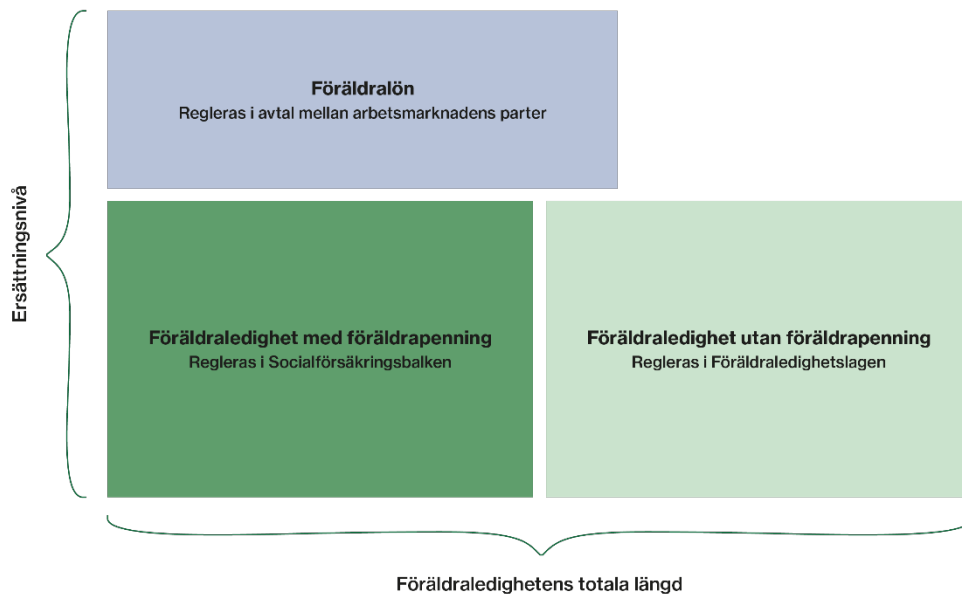 Ersättningsnivå
Föräldralön
Regleras i avtal mellan arbetsmarknadens parter
Föräldraledighet med föräldrapenning
Regleras i Socialförsäkringsbalken
Föräldraledighet utan föräldrapenning
Regleras i Föräldraledighetslagen
Föräldraledighetens totala längd